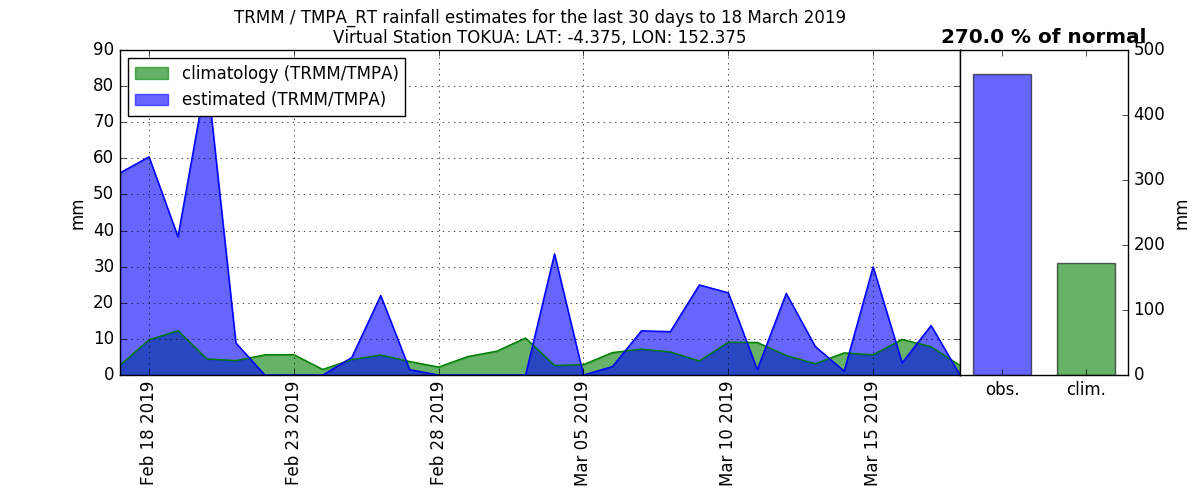 TRMM / TMPA_RT rainfall estimates for the last 30 days to 18 March 2019
Virtual Station TOKUA: LAT: -4.375, LON: 152.375
270.0 % of normal
climatology (TRMM/TMPA)
estimated (TRMM/TMPA)
90
80
70
60
50
40
30
20
10
0
mm
Feb 18 2019
Feb 23 2019
Feb 28 2019
Mar 05 2019
Mar 10 2019
Mar 15 2019
500
400
300
200
100
0
mm
obs.
clim.